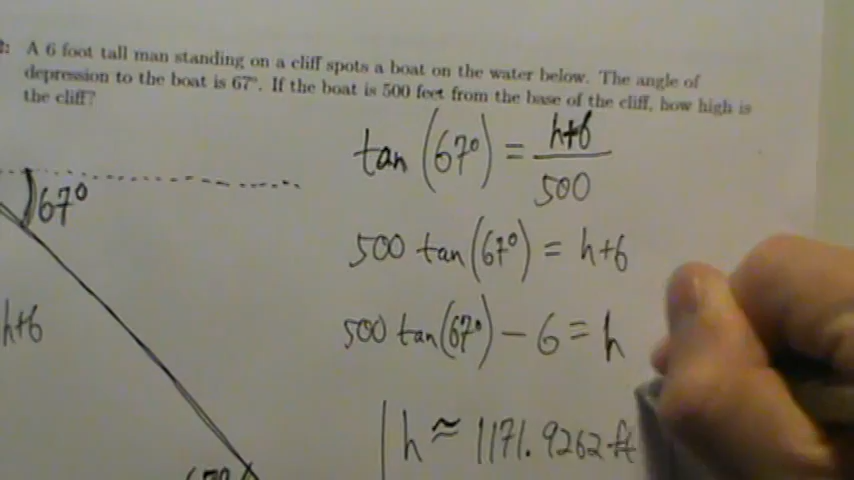 : A 6 foot tall man standing on a cliff spots a boat on the water below. The angle of
depression to the boat is 67°. If the boat is 500 feet from the base of the cliff, how high is
the cliff?
tan (67°) = h+6 / 500
67°
500 tan(67°) = h+6
h+6
500 tan(67°) - 6 = h
h ≈ 1171.9262 ft